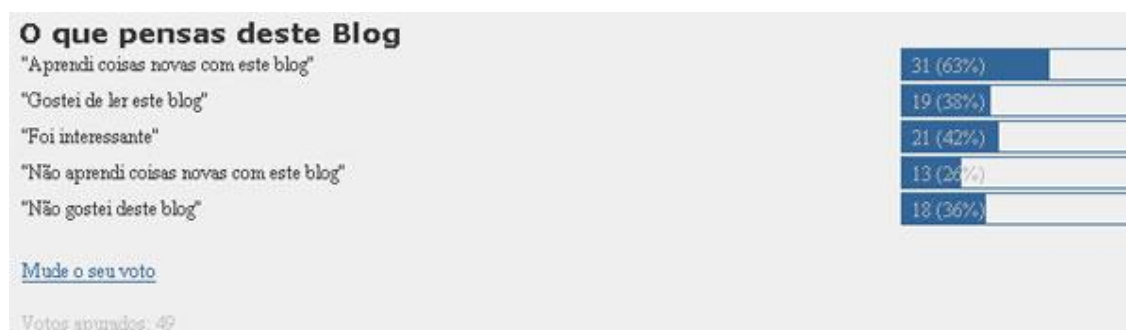 O que pensas deste Blog
"Aprendi coisas novas com este blog" 31 (63%)
"Gostei de ler este blog" 19 (38%)
"Foi interessante" 21 (42%)
"Não aprendi coisas novas com este blog" 13 (26%)
"Não gostei deste blog" 18 (36%)
Mude o seu voto
Votos apurados: 49